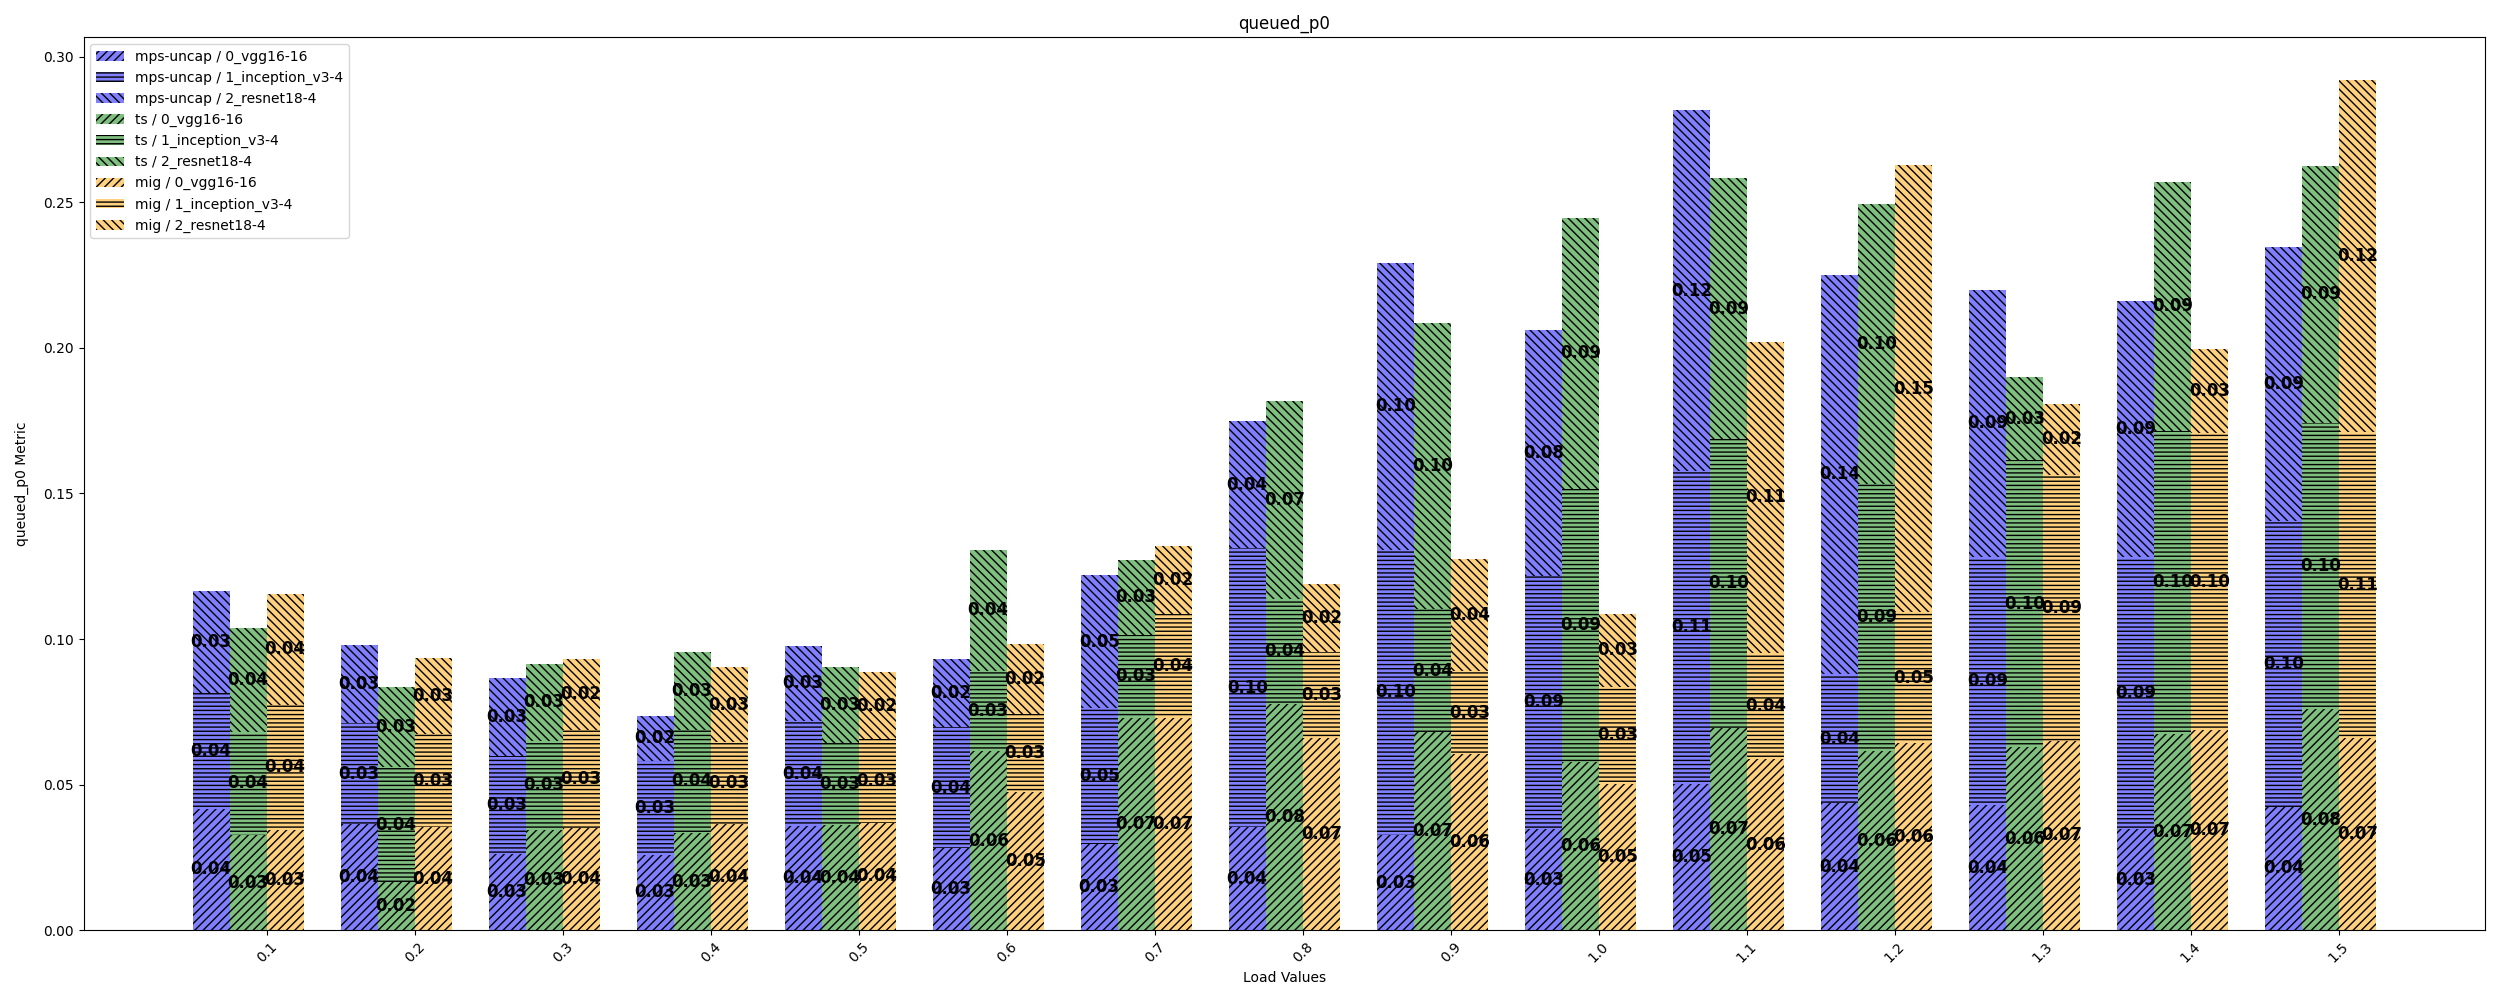 queued_p0
mps-uncap / 0_vgg16-16
mps-uncap / 1_inception_v3-4
mps-uncap / 2_resnet18-4
ts / 0_vgg16-16
ts / 1_inception_v3-4
ts / 2_resnet18-4
mig / 0_vgg16-16
mig / 1_inception_v3-4
mig / 2_resnet18-4
queued_p0 Metric
0.30
0.25
0.20
0.15
0.10
0.05
0.00
0.03 0.04 0.04
0.04 0.04 0.04
0.04 0.03 0.03
0.03 0.03 0.03
0.03 0.04 0.03
0.04 0.02 0.04
0.03 0.03 0.02
0.03 0.03 0.03
0.03 0.03 0.04
0.02 0.03 0.03
0.03 0.04 0.03
0.03 0.03 0.04
0.03 0.03 0.02
0.04 0.03 0.03
0.04 0.04 0.04
0.02 0.04 0.02
0.04 0.03 0.03
0.03 0.06 0.05
0.05 0.03 0.02
0.05 0.03 0.04
0.03 0.07 0.07
0.04 0.07 0.02
0.10 0.04 0.03
0.04 0.08 0.07
0.10 0.10 0.04
0.10 0.04 0.03
0.03 0.07 0.06
0.08 0.09 0.03
0.09 0.09 0.03
0.03 0.06 0.05
0.12 0.09 0.11
0.11 0.10 0.04
0.05 0.07 0.06
0.14 0.10 0.15
0.04 0.09 0.05
0.04 0.06 0.06
0.09 0.03 0.02
0.09 0.10 0.09
0.04 0.06 0.07
0.09 0.09 0.03
0.09 0.10 0.10
0.03 0.07 0.07
0.09 0.09 0.12
0.10 0.10 0.11
0.04 0.08 0.07
0.1 0.2 0.3 0.4 0.5 0.6 0.7 0.8 0.9 1.0 1.1 1.2 1.3 1.4 1.5
Load Values